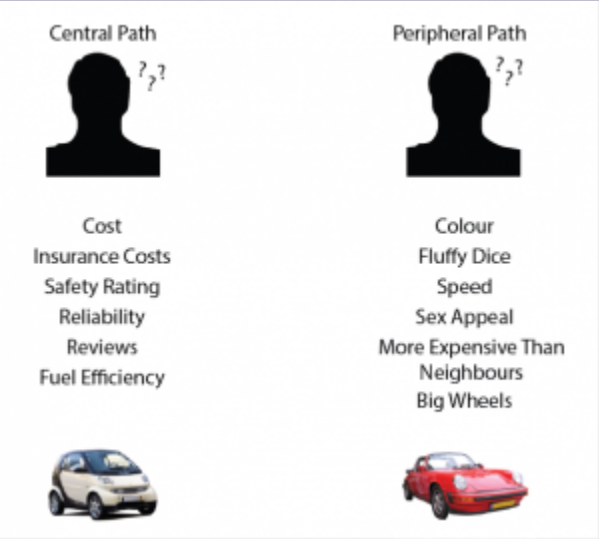 Central Path
???
Cost
Insurance Costs
Safety Rating
Reliability
Reviews
Fuel Efficiency
Peripheral Path
???
Colour
Fluffy Dice
Speed
Sex Appeal
More Expensive Than
Neighbours
Big Wheels